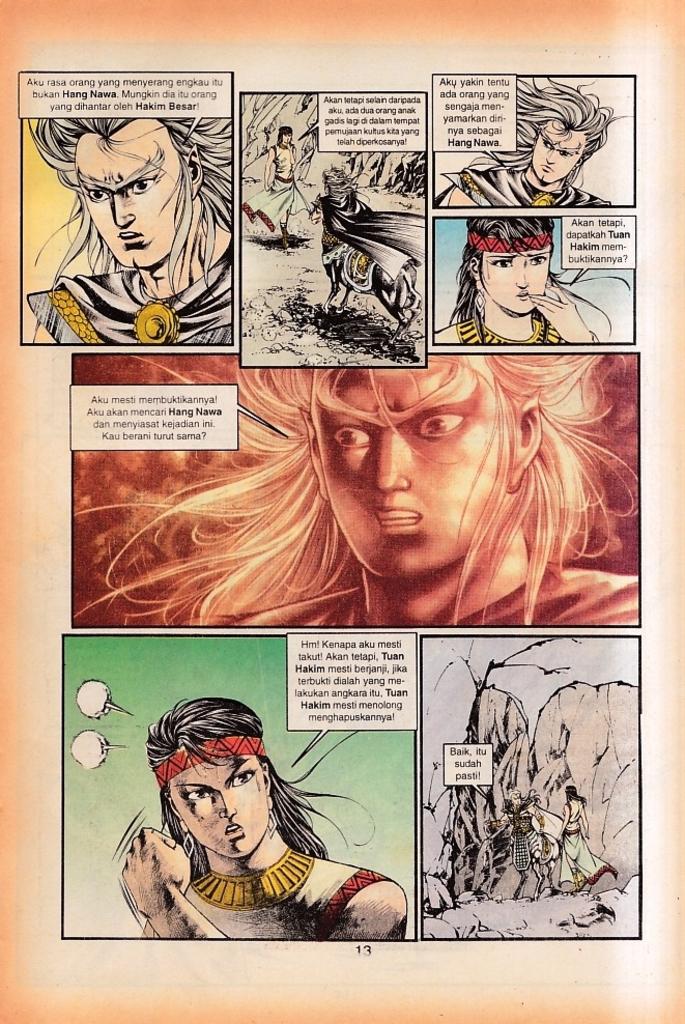 Aku rasa orang yang menyerang engkau itu
bukan Hang Nawa. Mungkin dia itu orang
yang dihantar oleh Hakim Besar!
Akan tetapi selain daripada
aku, ada dua orang anak
gadis lagi di dalam tempat
pemujaan kultus kita yang
telah diperkosanya!
Aku yakin tentu
ada orang yang
sengaja men-
yamarkan diri-
nya sebagai
Hang Nawa.
Akan tetapi,
dapatkah Tuan
Hakim mem-
buktikannya?
Aku mesti membuktikannya!
Aku akan mencari Hang Nawa
dan menyiasat kejadian ini.
Kau berani turut sama?
Hm! Kenapa aku mesti
takut! Akan tetapi, Tuan
Hakim mesti berjanji, jika
terbukti dialah yang me-
lakukan angkara itu, Tuan
Hakim mesti menolong
menghapuskannya!
Baik, itu
sudah
pasti!
13